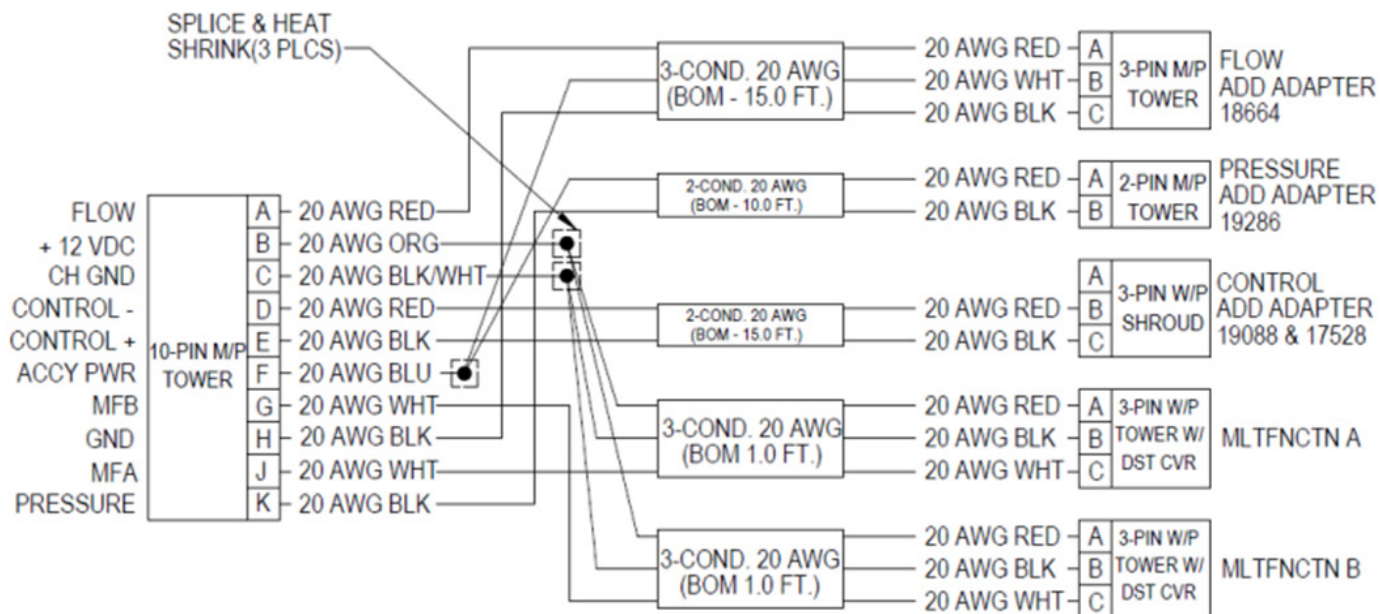 SPLICE & HEAT
SHRINK(3 PLCS)
FLOW
+ 12 VDC
CH GND
CONTROL -
CONTROL +
ACCY PWR
MFB
GND
MFA
PRESSURE
10-PIN M/P
TOWER
A 20 AWG RED
B 20 AWG ORG
C 20 AWG BLK/WHT
D 20 AWG RED
E 20 AWG BLK
F 20 AWG BLU
G 20 AWG WHT
H 20 AWG BLK
J 20 AWG WHT
K 20 AWG BLK
3-COND. 20 AWG
(BOM - 15.0 FT.)
20 AWG RED A
20 AWG WHT B
20 AWG BLK C
3-PIN M/P
TOWER
FLOW
ADD ADAPTER
18664
2-COND. 20 AWG
(BOM - 10.0 FT.)
20 AWG RED A
20 AWG BLK B
2-PIN M/P
TOWER
PRESSURE
ADD ADAPTER
19286
2-COND. 20 AWG
(BOM - 15.0 FT.)
A
20 AWG RED B
20 AWG BLK C
3-PIN W/P
SHROUD
CONTROL
ADD ADAPTER
19088 & 17528
3-COND. 20 AWG
(BOM 1.0 FT.)
20 AWG RED A
20 AWG BLK B
20 AWG WHT C
3-PIN W/P
TOWER W/
DST CVR
MLTFNCTN A
3-COND. 20 AWG
(BOM 1.0 FT.)
20 AWG RED A
20 AWG BLK B
20 AWG WHT C
3-PIN W/P
TOWER W/
DST CVR
MLTFNCTN B